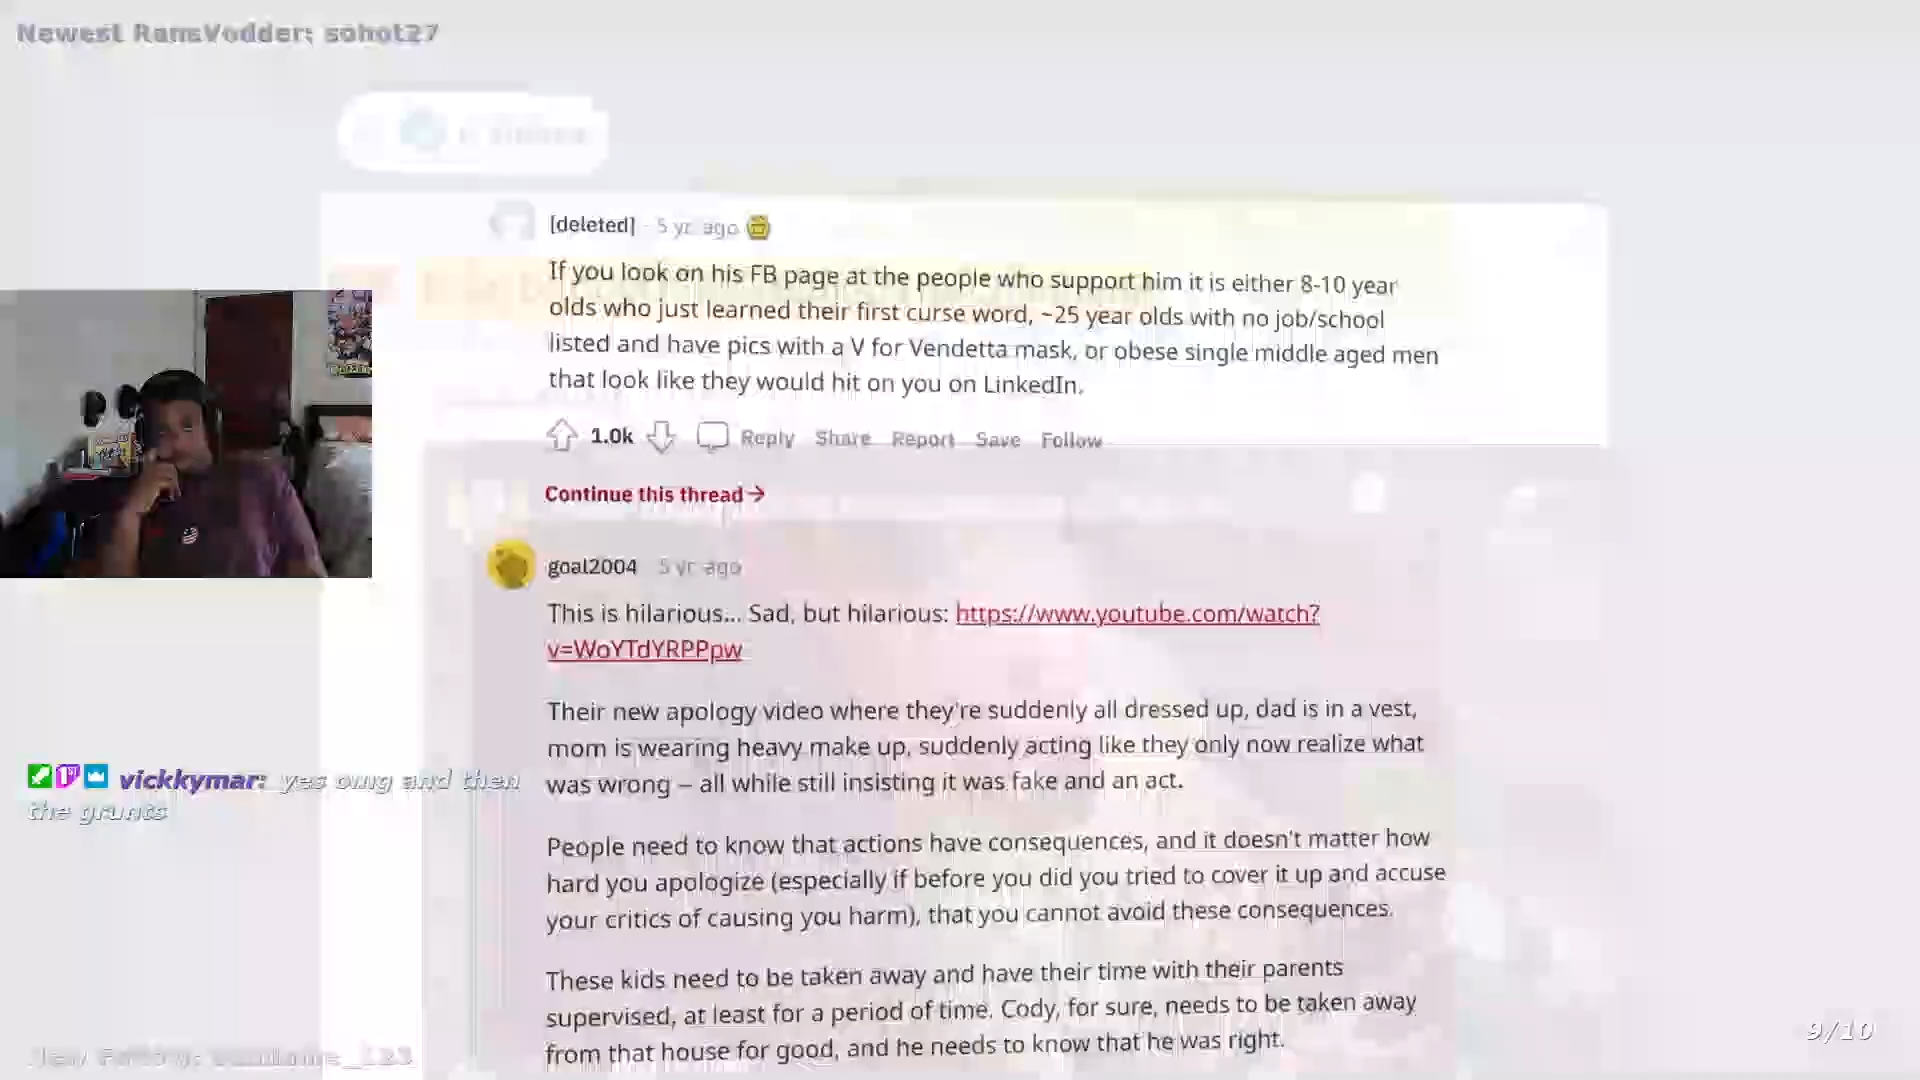 Newest RansVodder: sohot27
[deleted] · 5 yr. ago
If you look on his FB page at the people who support him it is either 8-10 year
olds who just learned their first curse word, ~25 year olds with no job/school
listed and have pics with a V for Vendetta mask, or obese single middle aged men
that look like they would hit on you on LinkedIn.
1.0k Reply Share Report Save Follow
Continue this thread →
goal2004 5 yr. ago
This is hilarious... Sad, but hilarious: https://www.youtube.com/watch?
v=WoYTdYRPPpw
Their new apology video where they're suddenly all dressed up, dad is in a vest,
mom is wearing heavy make up, suddenly acting like they only now realize what
was wrong – all while still insisting it was fake and an act.
vickkymar: yes omg and then
the grunts
People need to know that actions have consequences, and it doesn't matter how
hard you apologize (especially if before you did you tried to cover it up and accuse
your critics of causing you harm), that you cannot avoid these consequences.
These kids need to be taken away and have their time with their parents
supervised, at least for a period of time. Cody, for sure, needs to be taken away
from that house for good, and he needs to know that he was right.
9/10
New Follow: